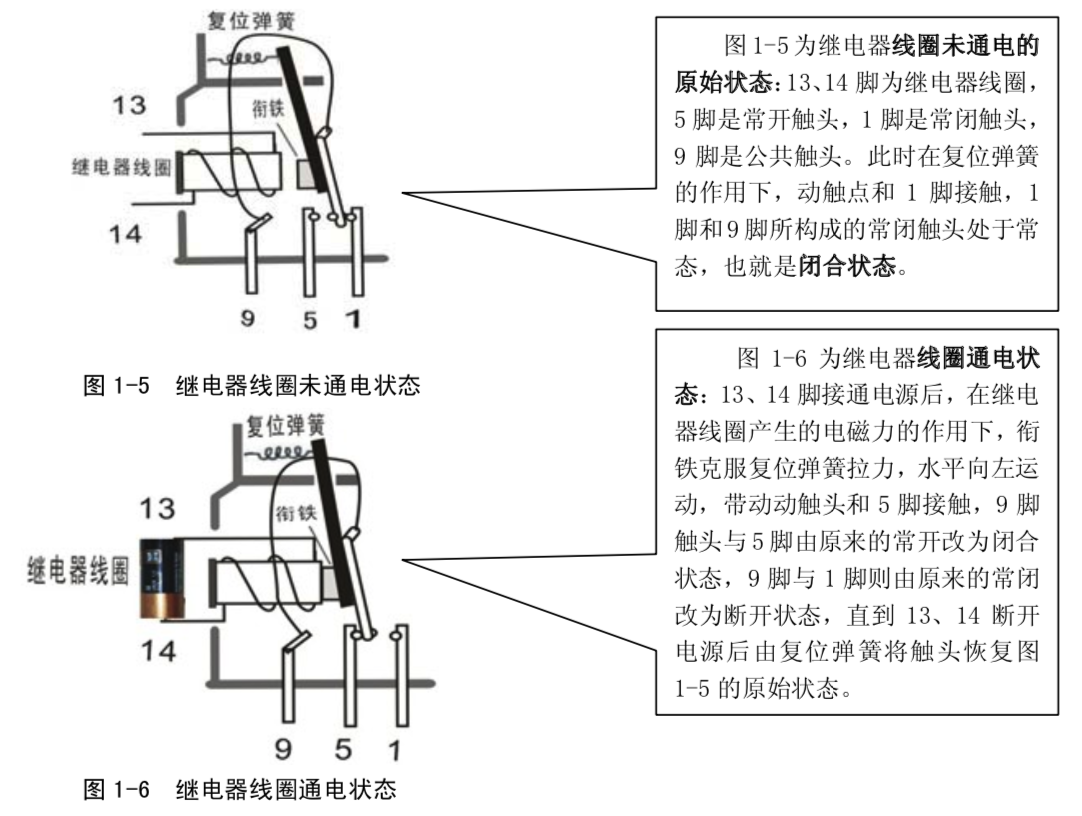 复位弹簧
13
衔铁
继电器线圈
14
9 5 1
图 1-5 继电器线圈未通电状态
图 1-5 为继电器线圈未通电的
原始状态：13、14 脚为继电器线圈，
5 脚是常开触头，1 脚是常闭触头，
9 脚是公共触头。此时在复位弹簧
的作用下，动触点和 1 脚接触，1
脚和 9 脚所构成的常闭触头处于常
态，也就是闭合状态。
复位弹簧
13
衔铁
继电器线圈
14
9 5 1
图 1-6 继电器线圈通电状态
图 1-6 为继电器线圈通电状
态：13、14 脚接通电源后，在继电
器线圈产生的电磁力的作用下，衔
铁克服复位弹簧拉力，水平向左运
动，带动动触头和 5 脚接触，9 脚
触头与 5 脚由原来的常开改为闭合
状态，9 脚与 1 脚则由原来的常闭
改为断开状态，直到 13、14 断开
电源后由复位弹簧将触头恢复图
1-5 的原始状态。